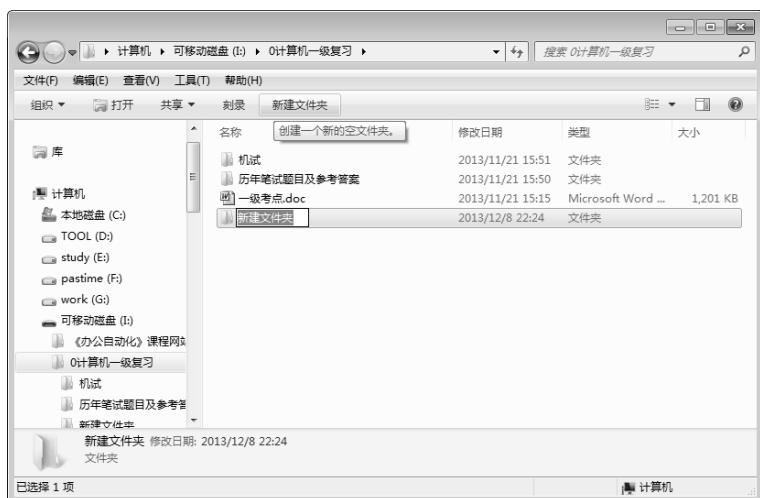 计算机 ▸ 可移动磁盘 (I:) ▸ 0计算机一级复习 ▸ 搜索 0计算机一级复习
文件(F) 编辑(E) 查看(V) 工具(T) 帮助(H)
组织 打开 共享 刻录 新建文件夹
创建一个新的空文件夹。
名称 修改日期 类型 大小
机试 2013/11/21 15:51 文件夹
历年笔试题目及参考答案 2013/11/21 15:50 文件夹
一级考点.doc 2013/11/21 15:15 Microsoft Word ... 1,201 KB
新建文件夹 2013/12/8 22:24 文件夹
库
计算机
本地磁盘 (C:)
TOOL (D:)
study (E:)
pastime (F:)
work (G:)
可移动磁盘 (I:)
《办公自动化》课程网站
0计算机一级复习
机试
历年笔试题目及参考答
新建文件夹
新建文件夹 修改日期: 2013/12/8 22:24
文件夹
已选择 1 项 计算机